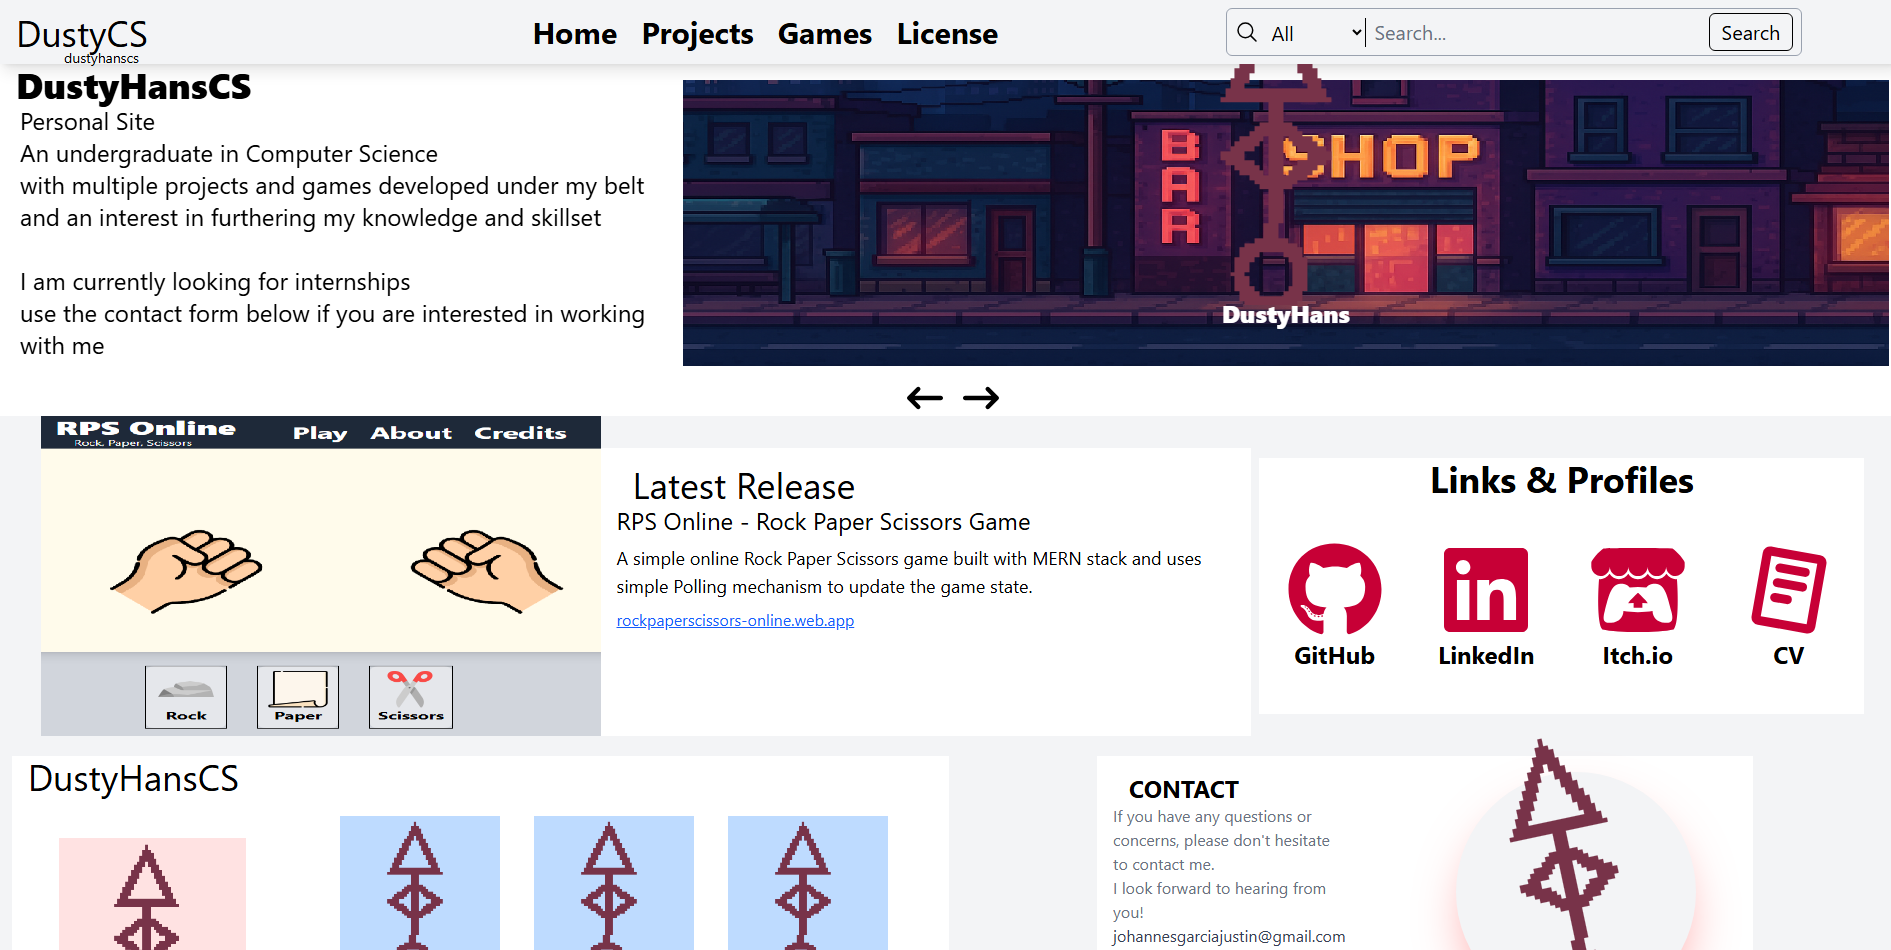 DustyCS
dustyhanscs
Home Projects Games License
All
Search...
Search
DustyHansCS
Personal Site
An undergraduate in Computer Science
with multiple projects and games developed under my belt
and an interest in furthering my knowledge and skillset
I am currently looking for internships
use the contact form below if you are interested in working
with me
BAR
SHOP
DustyHans
RPS Online
Rock. Paper. Scissors
Play About Credits
Rock
Paper
Scissors
Latest Release
RPS Online - Rock Paper Scissors Game
A simple online Rock Paper Scissors game built with MERN stack and uses
simple Polling mechanism to update the game state.
rockpaperscissors-online.web.app
Links & Profiles
in
GitHub
LinkedIn
Itch.io
CV
DustyHansCS
CONTACT
If you have any questions or
concerns, please don't hesitate
to contact me.
I look forward to hearing from
you!
johannesgarciajustin@gmail.com